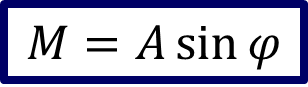 M = A sin φ